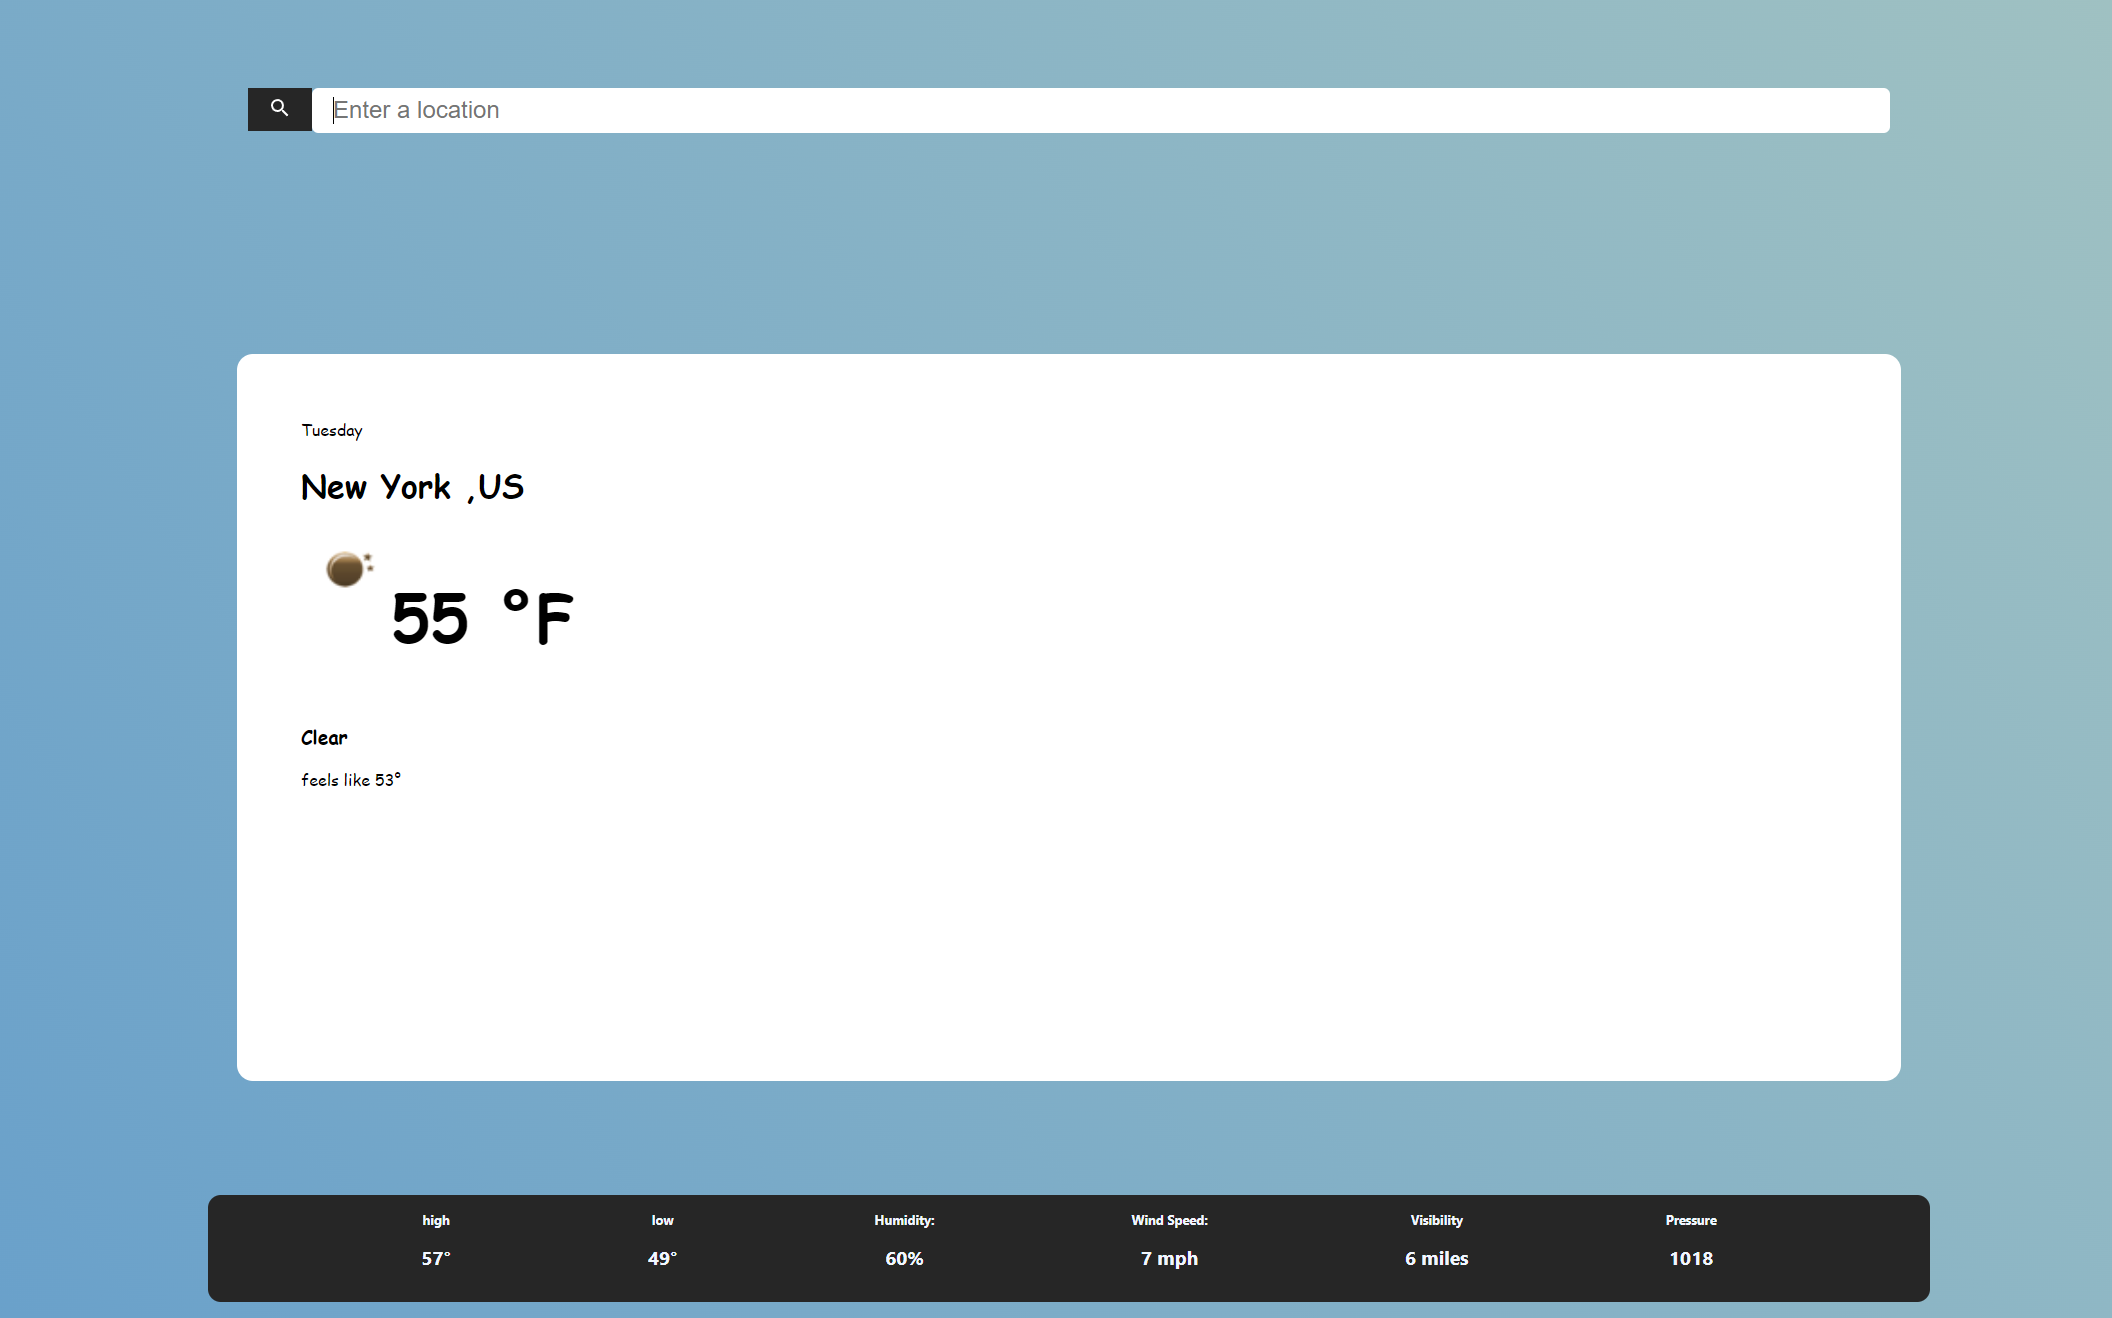 Enter a location
Tuesday
New York ,US
55 °F
Clear
feels like 53°
high low Humidity: Wind Speed: Visibility Pressure
57° 49° 60% 7 mph 6 miles 1018